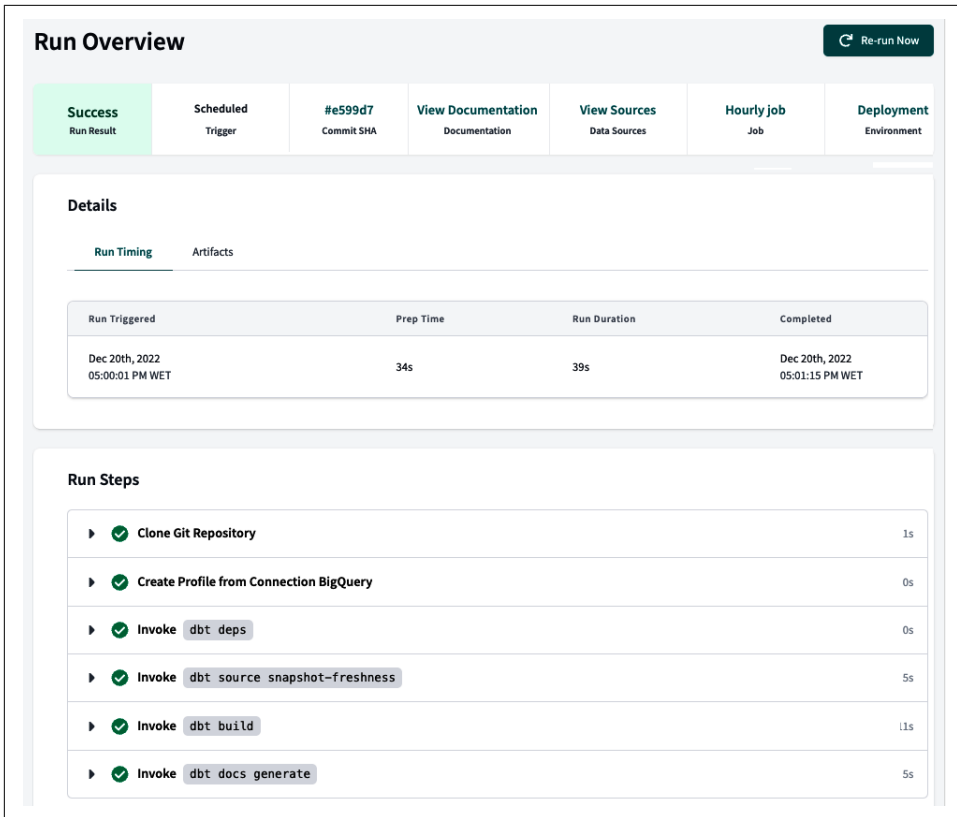 Run Overview
Re-run Now
Success
Run Result
Scheduled
Trigger
#e599d7
Commit SHA
View Documentation
Documentation
View Sources
Data Sources
Hourly job
Job
Deployment
Environment
Details
Run Timing Artifacts
Run Triggered Prep Time Run Duration Completed
Dec 20th, 2022
05:00:01 PM WET
34s
39s
Dec 20th, 2022
05:01:15 PM WET
Run Steps
Clone Git Repository 1s
Create Profile from Connection BigQuery 0s
Invoke dbt deps 0s
Invoke dbt source snapshot-freshness 5s
Invoke dbt build 11s
Invoke dbt docs generate 5s